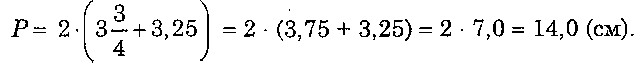 P = 2 · (3 3/4 + 3,25) = 2 · (3,75 + 3,25) = 2 · 7,0 = 14,0 (см).